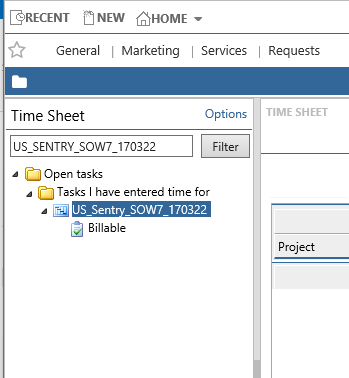 RECENT NEW HOME
General | Marketing | Services | Requests
Time Sheet Options
TIME SHEET
US_SENTRY_SOW7_170322 Filter
Open tasks
Tasks I have entered time for
US_Sentry_SOW7_170322
Billable
Project